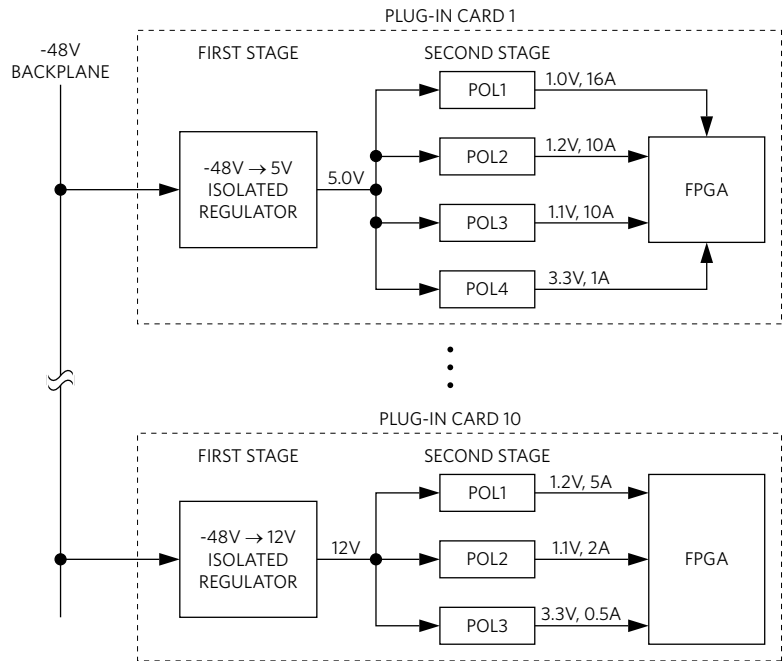 PLUG-IN CARD 1
-48V
BACKPLANE
FIRST STAGE
SECOND STAGE
-48V → 5V
ISOLATED
REGULATOR
5.0V
POL1
1.0V, 16A
POL2
1.2V, 10A
POL3
1.1V, 10A
POL4
3.3V, 1A
FPGA
PLUG-IN CARD 10
FIRST STAGE
SECOND STAGE
-48V → 12V
ISOLATED
REGULATOR
12V
POL1
1.2V, 5A
POL2
1.1V, 2A
POL3
3.3V, 0.5A
FPGA